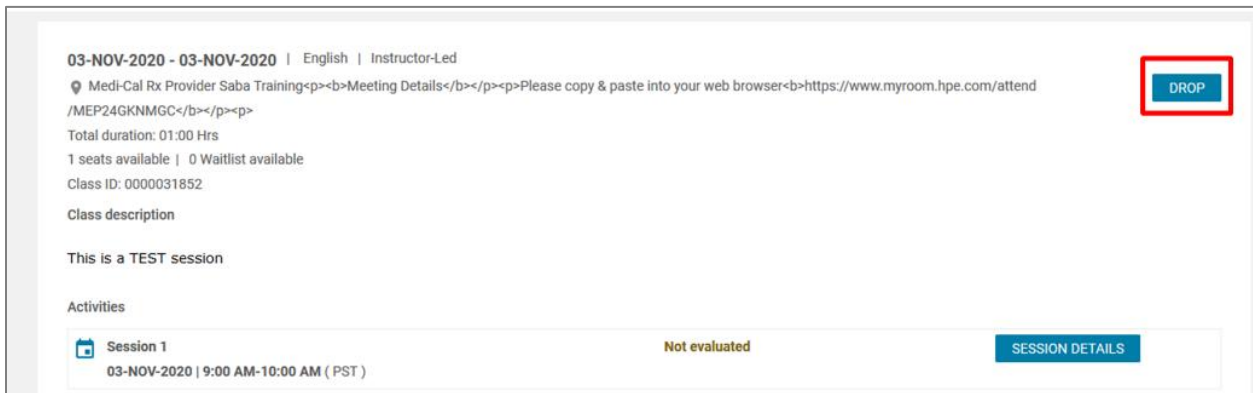 03-NOV-2020 - 03-NOV-2020 | English | Instructor-Led
Medi-Cal Rx Provider Saba Training<p><b>Meeting Details</b></p><p>Please copy & paste into your web browser<b>https://www.myroom.hpe.com/attend
/MEP24GKNMGC</b></p><p>
DROP
Total duration: 01:00 Hrs
1 seats available | 0 Waitlist available
Class ID: 0000031852
Class description
This is a TEST session
Activities
Session 1 Not evaluated SESSION DETAILS
03-NOV-2020 | 9:00 AM-10:00 AM ( PST )